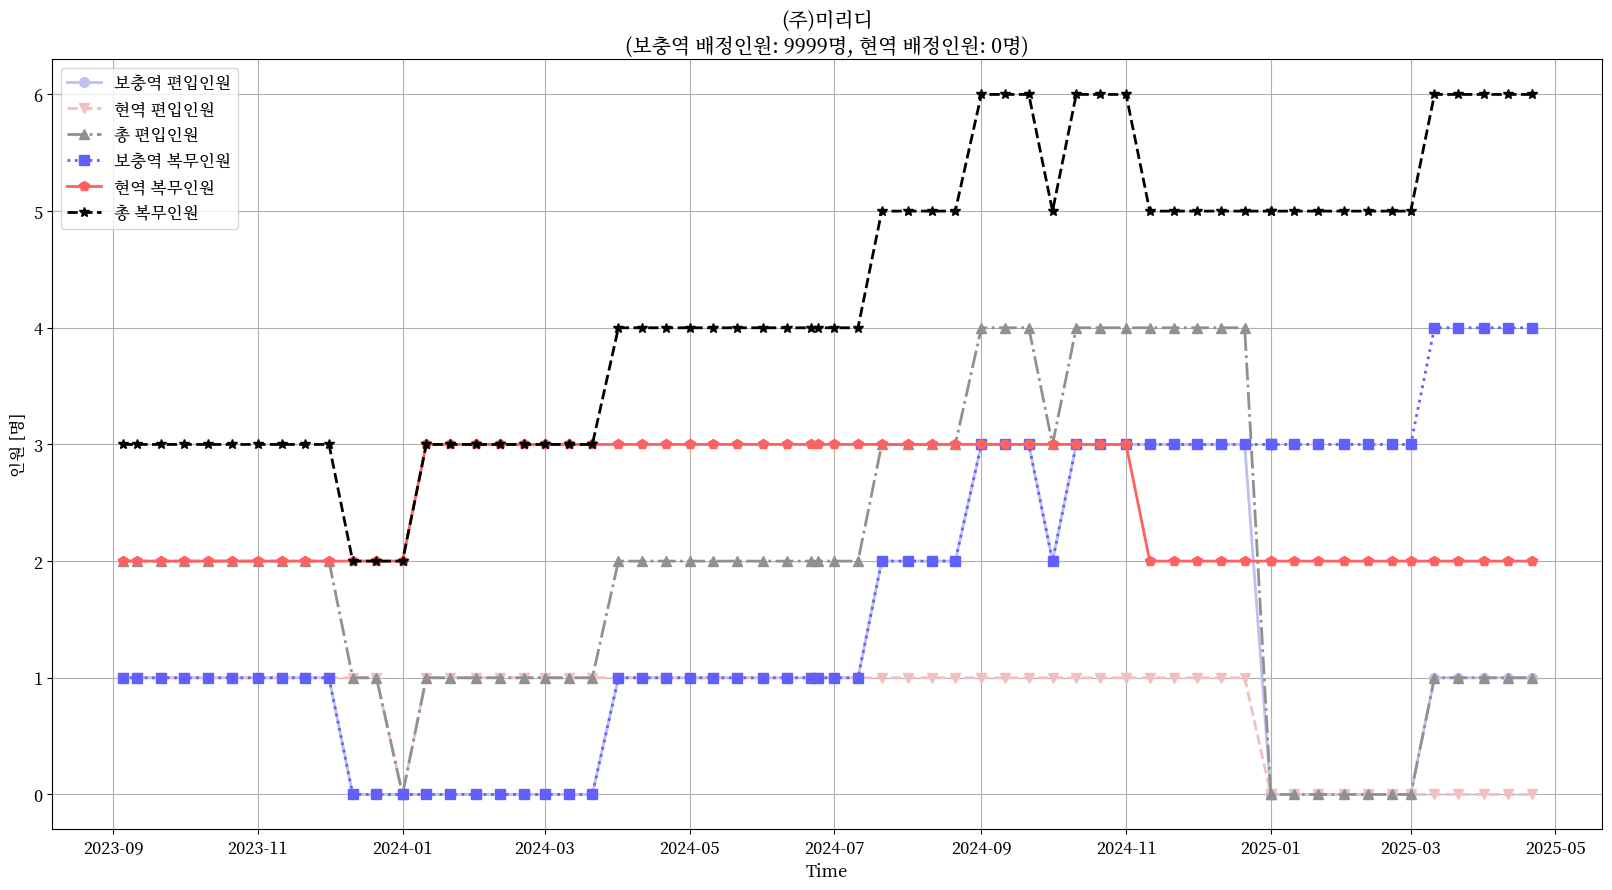 (주)미리디
(보충역 배정인원: 9999명, 현역 배정인원: 0명)
보충역 편입인원
현역 편입인원
총 편입인원
보충역 복무인원
현역 복무인원
총 복무인원
6
5
4
3
2
1
0
인원 [명]
2023-09 2023-11 2024-01 2024-03 2024-05 2024-07 2024-09 2024-11 2025-01 2025-03 2025-05
Time